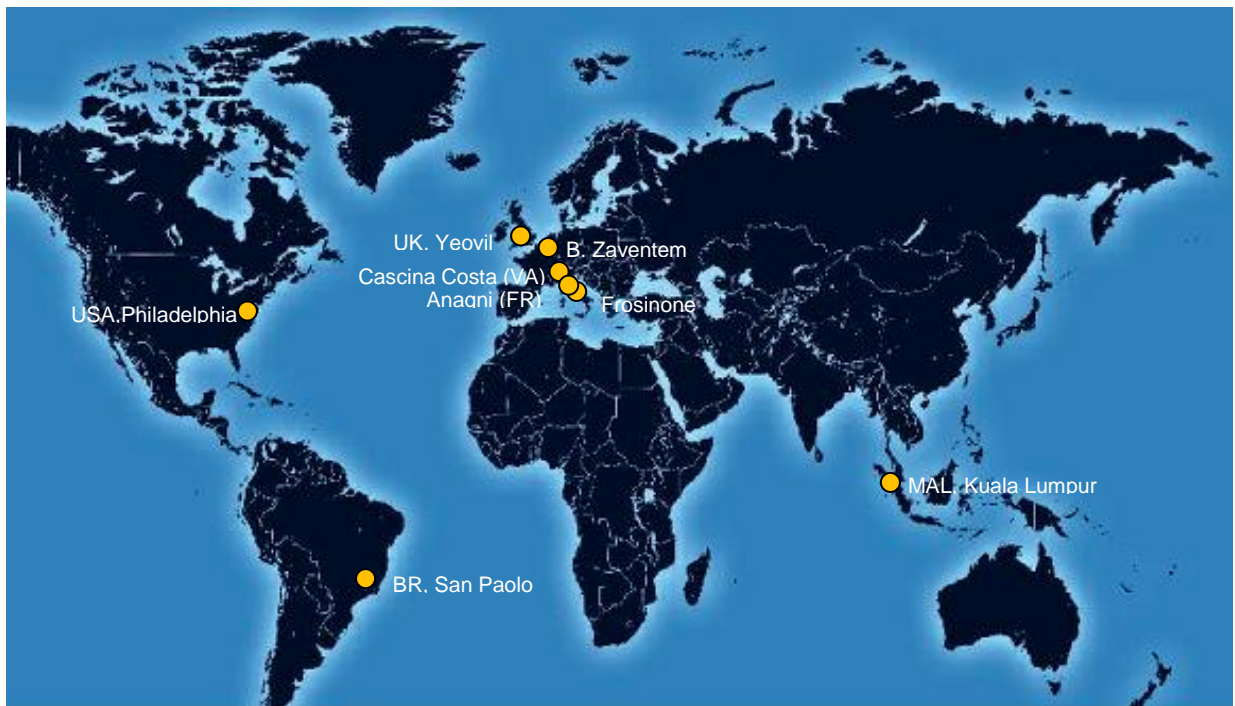 UK. Yeovil
B. Zaventem
Cascina Costa (VA)
Anagni (FR)
Frosinone
USA.Philadelphia
MAL. Kuala Lumpur
BR. San Paolo